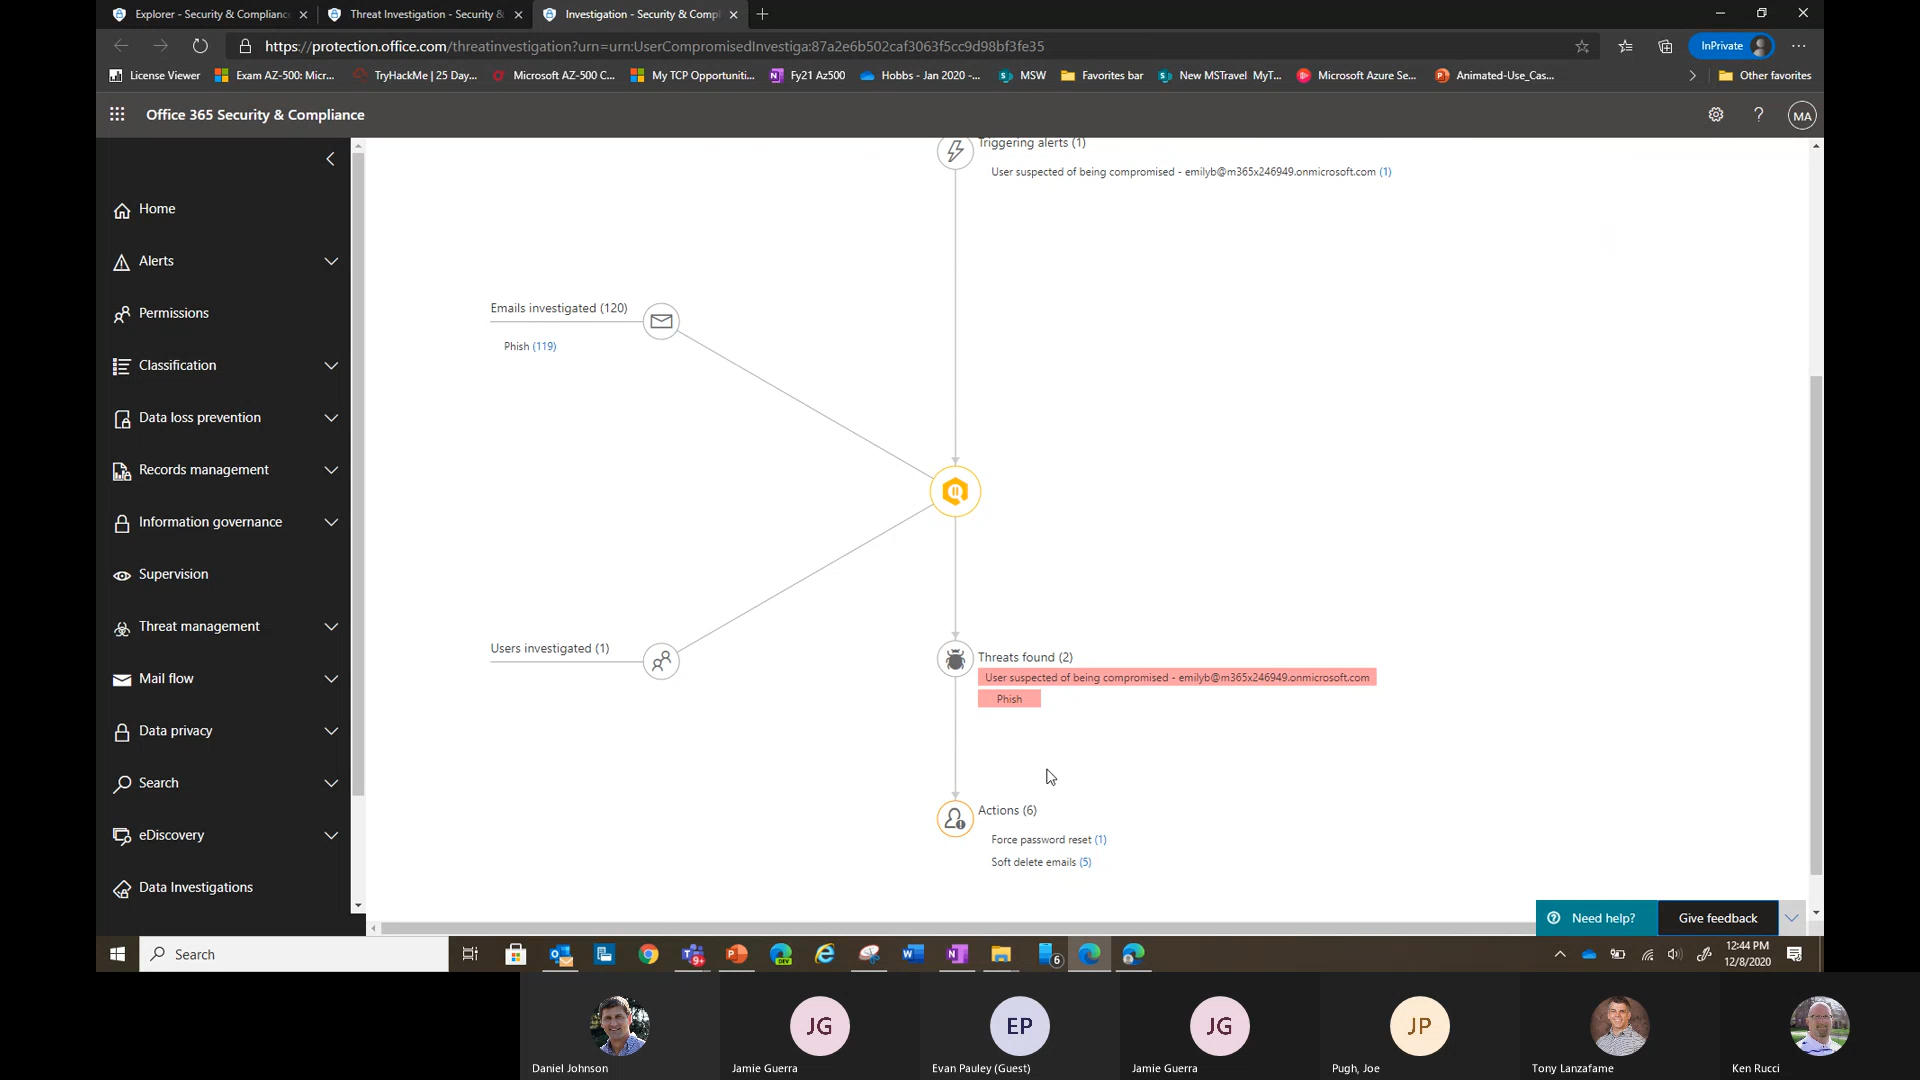 Explorer - Security & Compliance
Threat Investigation - Security &
Investigation - Security & Compl
https://protection.office.com/threatinvestigation?urn=urn:UserCompromisedInvestiga:87a2e6b502caf3063f5cc9d98bf3fe35
InPrivate
License Viewer
Exam AZ-500: Micr...
TryHackMe | 25 Day...
Microsoft AZ-500 C...
My TCP Opportuniti...
Fy21 Az500
Hobbs - Jan 2020 -...
MSW
Favorites bar
New MSTravel MyT...
Microsoft Azure Se...
Animated-Use_Cas...
Other favorites
Office 365 Security & Compliance
MA
Home
Alerts
Permissions
Classification
Data loss prevention
Records management
Information governance
Supervision
Threat management
Mail flow
Data privacy
Search
eDiscovery
Data Investigations
Triggering alerts (1)
User suspected of being compromised - emilyb@m365x246949.onmicrosoft.com (1)
Emails investigated (120)
Phish (119)
Users investigated (1)
Threats found (2)
User suspected of being compromised - emilyb@m365x246949.onmicrosoft.com
Phish
Actions (6)
Force password reset (1)
Soft delete emails (5)
Need help?
Give feedback
Search
9+
DEV
6
12:44 PM
12/8/2020
JG
EP
JG
JP
Daniel Johnson
Jamie Guerra
Evan Pauley (Guest)
Jamie Guerra
Pugh, Joe
Tony Lanzafame
Ken Rucci